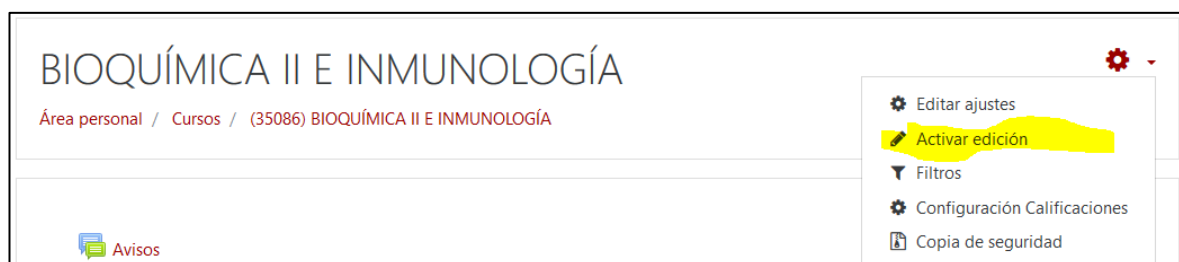 BIOQUÍMICA II E INMUNOLOGÍA
Área personal / Cursos / (35086) BIOQUÍMICA II E INMUNOLOGÍA
Editar ajustes
Activar edición
Filtros
Configuración Calificaciones
Copia de seguridad
Avisos